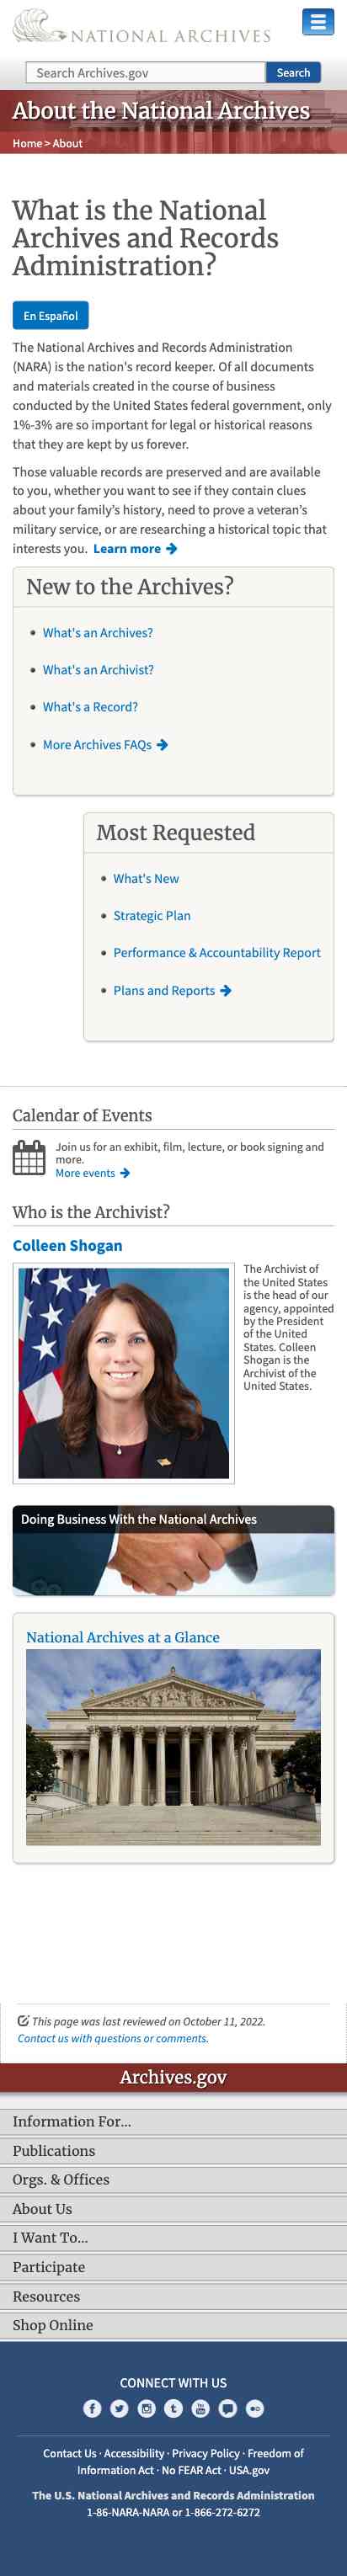 NATIONAL ARCHIVES
Search Archives.gov
Search
About the National Archives
Home > About
What is the National
Archives and Records
Administration?
En Español
The National Archives and Records Administration
(NARA) is the nation's record keeper. Of all documents
and materials created in the course of business
conducted by the United States federal government, only
1%-3% are so important for legal or historical reasons
that they are kept by us forever.
Those valuable records are preserved and are available
to you, whether you want to see if they contain clues
about your family’s history, need to prove a veteran’s
military service, or are researching a historical topic that
interests you. Learn more
New to the Archives?
What's an Archives?
What's an Archivist?
What's a Record?
More Archives FAQs
Most Requested
What's New
Strategic Plan
Performance & Accountability Report
Plans and Reports
Calendar of Events
Join us for an exhibit, film, lecture, or book signing and
more.
More events
Who is the Archivist?
Colleen Shogan
The Archivist of
the United States
is the head of our
agency, appointed
by the President
of the United
States. Colleen
Shogan is the
Archivist of the
United States.
Doing Business With the National Archives
National Archives at a Glance
This page was last reviewed on October 11, 2022.
Contact us with questions or comments.
Archives.gov
Information For…
Publications
Orgs. & Offices
About Us
I Want To…
Participate
Resources
Shop Online
CONNECT WITH US
Contact Us · Accessibility · Privacy Policy · Freedom of
Information Act · No FEAR Act · USA.gov
The U.S. National Archives and Records Administration
1-86-NARA-NARA or 1-866-272-6272